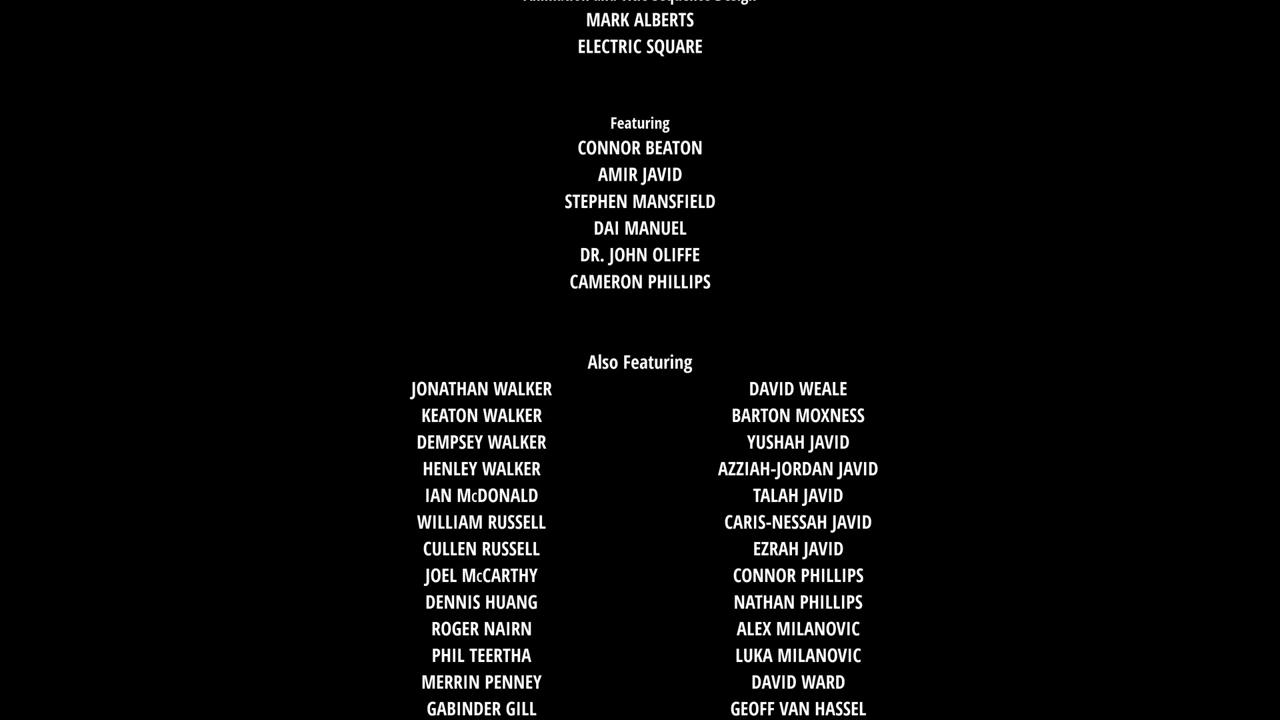 MARK ALBERTS
ELECTRIC SQUARE
Featuring
CONNOR BEATON
AMIR JAVID
STEPHEN MANSFIELD
DAI MANUEL
DR. JOHN OLIFFE
CAMERON PHILLIPS
Also Featuring
JONATHAN WALKER DAVID WEALE
KEATON WALKER BARTON MOXNESS
DEMPSEY WALKER YUSHAH JAVID
HENLEY WALKER AZZIAH-JORDAN JAVID
IAN McDONALD TALAH JAVID
WILLIAM RUSSELL CARIS-NESSAH JAVID
CULLEN RUSSELL EZRAH JAVID
JOEL McCARTHY CONNOR PHILLIPS
DENNIS HUANG NATHAN PHILLIPS
ROGER NAIRN ALEX MILANOVIC
PHIL TEERTHA LUKA MILANOVIC
MERRIN PENNEY DAVID WARD
GABINDER GILL GEOFF VAN HASSEL